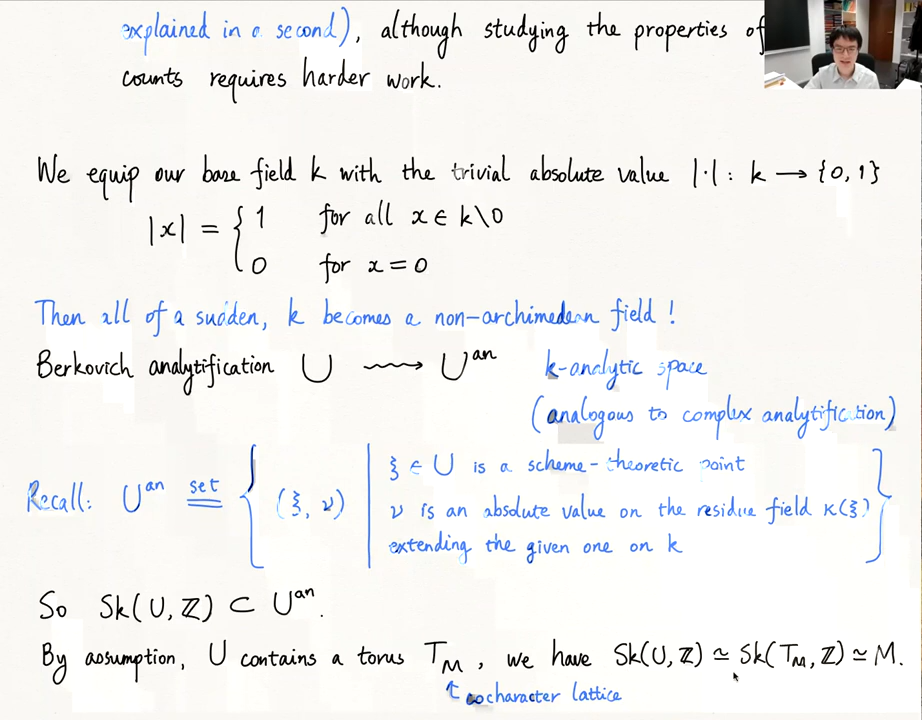 explained in a second), although studying the properties of
counts requires harder work.
We equip our base field k with the trivial absolute value |·| : k → {0, 1}
|x| = { 1 for all x ∈ k\0
0 for x = 0
Then all of a sudden, k becomes a non-archimedean field !
Berkovich analytification U ⇝ U^an k-analytic space
(analogous to complex analytification)
ξ ∈ U is a scheme-theoretic point
Recall: U^an set= { (ξ, ν) | ν is an absolute value on the residue field κ(ξ) }
extending the given one on k
So Sk(U, ℤ) ⊂ U^an.
By assumption, U contains a torus T_M, we have Sk(U, ℤ) ≃ Sk(T_M, ℤ) ≃ M.
↑ cocharacter lattice